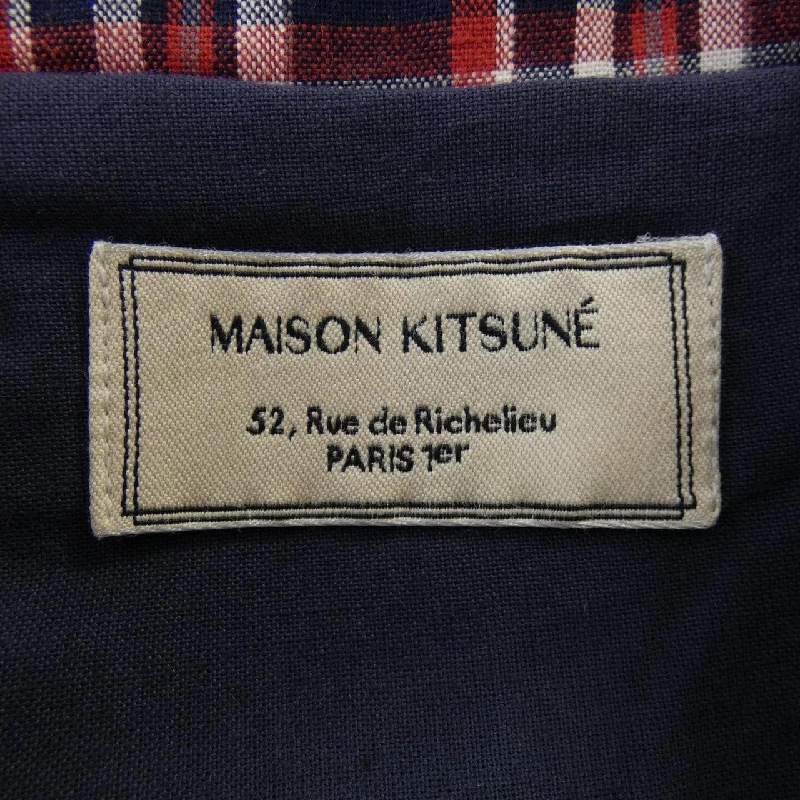 MAISON KITSUNÉ
52, Rue de Richelieu
PARIS 1er